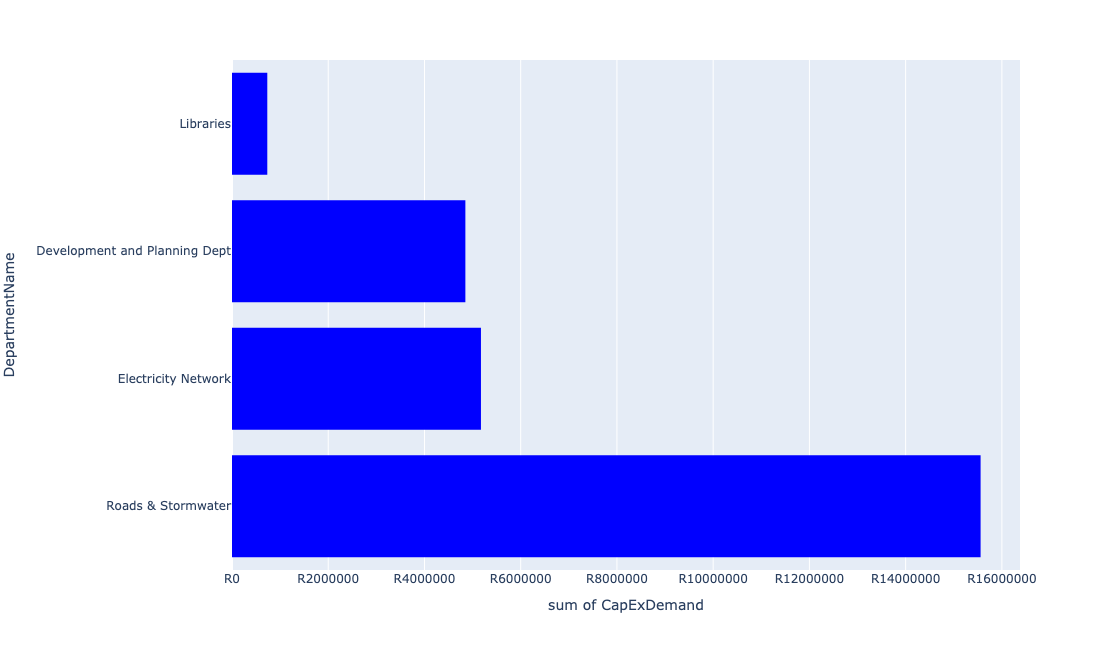 Libraries
Development and Planning Dept
Electricity Network
Roads & Stormwater
DepartmentName
R0 R2000000 R4000000 R6000000 R8000000 R10000000 R12000000 R14000000 R16000000
sum of CapExDemand